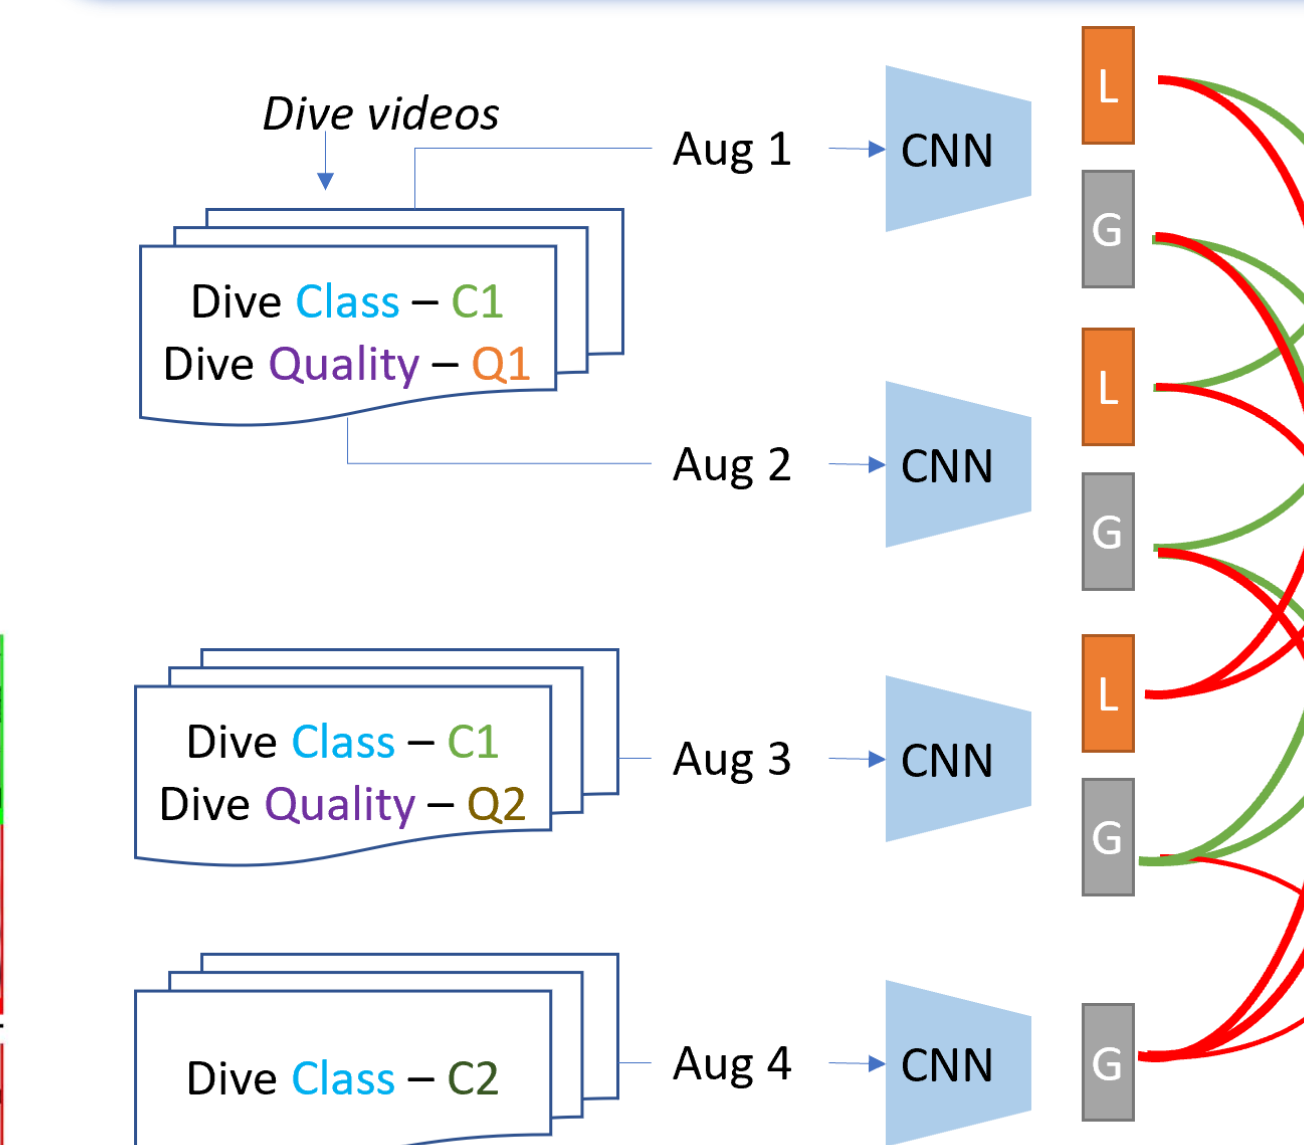 Dive videos
Aug 1
CNN
L
G
Dive Class – C1
Dive Quality – Q1
Aug 2
CNN
L
G
Dive Class – C1
Dive Quality – Q2
Aug 3
CNN
L
G
Dive Class – C2
Aug 4
CNN
G